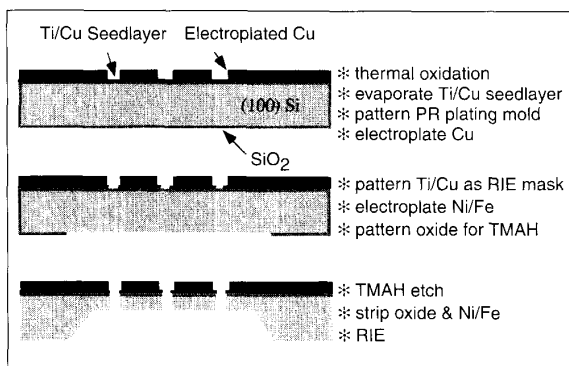 Ti/Cu Seedlayer
Electroplated Cu
(100) Si
SiO2
* thermal oxidation
* evaporate Ti/Cu seedlayer
* pattern PR plating mold
* electroplate Cu
* pattern Ti/Cu as RIE mask
* electroplate Ni/Fe
* pattern oxide for TMAH
* TMAH etch
* strip oxide & Ni/Fe
* RIE